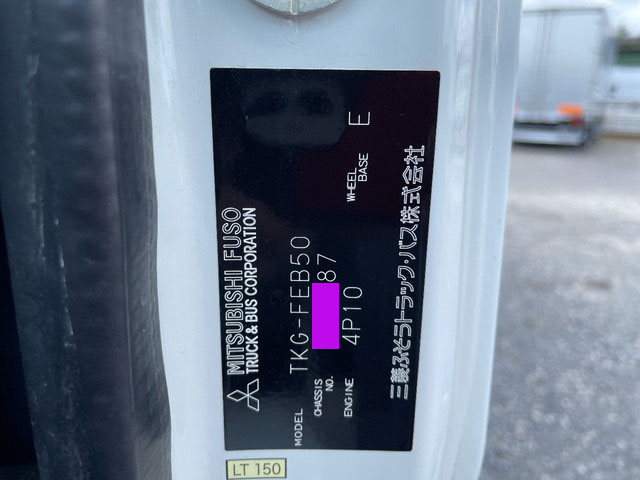 MITSUBISHI FUSO
TRUCK & BUS CORPORATION
MODEL TKG-FEB50
CHASSIS NO. 87
ENGINE 4P10 WHEEL BASE E
三菱ふそうトラック・バス株式会社
LT 150